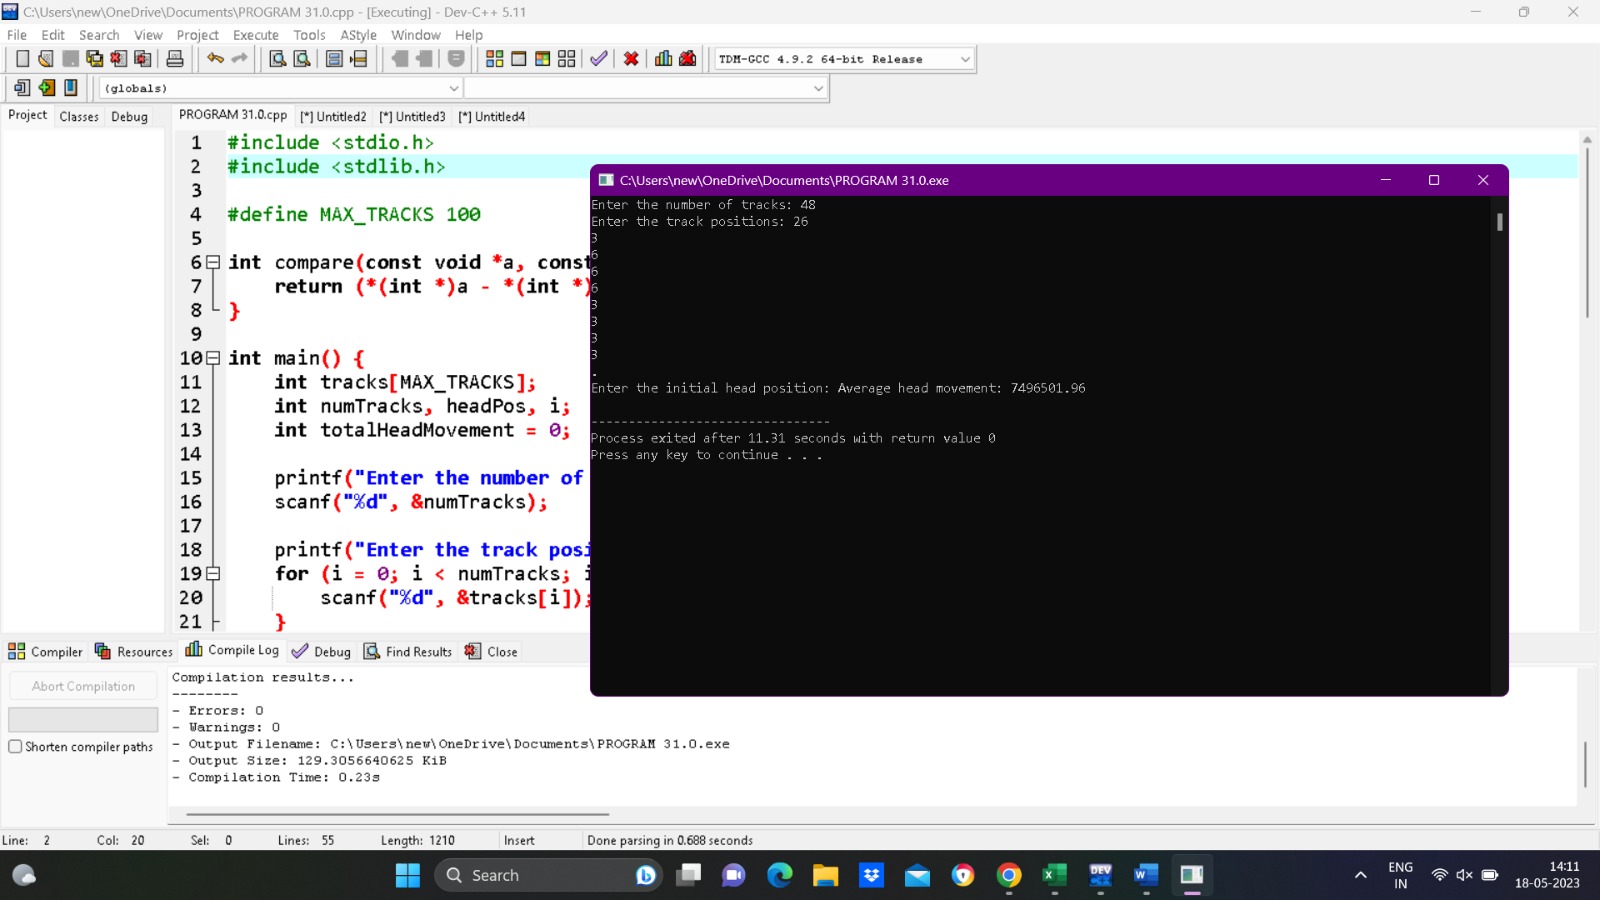 C:\Users\new\OneDrive\Documents\PROGRAM 31.0.cpp - [Executing] - Dev-C++ 5.11
File Edit Search View Project Execute Tools AStyle Window Help
TDM-GCC 4.9.2 64-bit Release
(globals)
Project Classes Debug
PROGRAM 31.0.cpp [*] Untitled2 [*] Untitled3 [*] Untitled4
1 #include <stdio.h>
2 #include <stdlib.h>
3
4 #define MAX_TRACKS 100
5
6 int compare(const void *a, const
7 return (*(int *)a - *(int *)
8 }
9
10 int main() {
11 int tracks[MAX_TRACKS];
12 int numTracks, headPos, i;
13 int totalHeadMovement = 0;
14
15 printf("Enter the number of
16 scanf("%d", &numTracks);
17
18 printf("Enter the track posi
19 for (i = 0; i < numTracks; i
20 scanf("%d", &tracks[i]);
21 }
C:\Users\new\OneDrive\Documents\PROGRAM 31.0.exe
Enter the number of tracks: 48
Enter the track positions: 26
3
6
6
6
3
3
3
3
.
Enter the initial head position: Average head movement: 7496501.96
--------------------------------
Process exited after 11.31 seconds with return value 0
Press any key to continue . . .
Compiler Resources Compile Log Debug Find Results Close
Abort Compilation
Shorten compiler paths
Compilation results...
--------
- Errors: 0
- Warnings: 0
- Output Filename: C:\Users\new\OneDrive\Documents\PROGRAM 31.0.exe
- Output Size: 129.3056640625 KiB
- Compilation Time: 0.23s
Line: 2 Col: 20 Sel: 0 Lines: 55 Length: 1210 Insert Done parsing in 0.688 seconds
Search
DEV
ENG
IN
14:11
18-05-2023